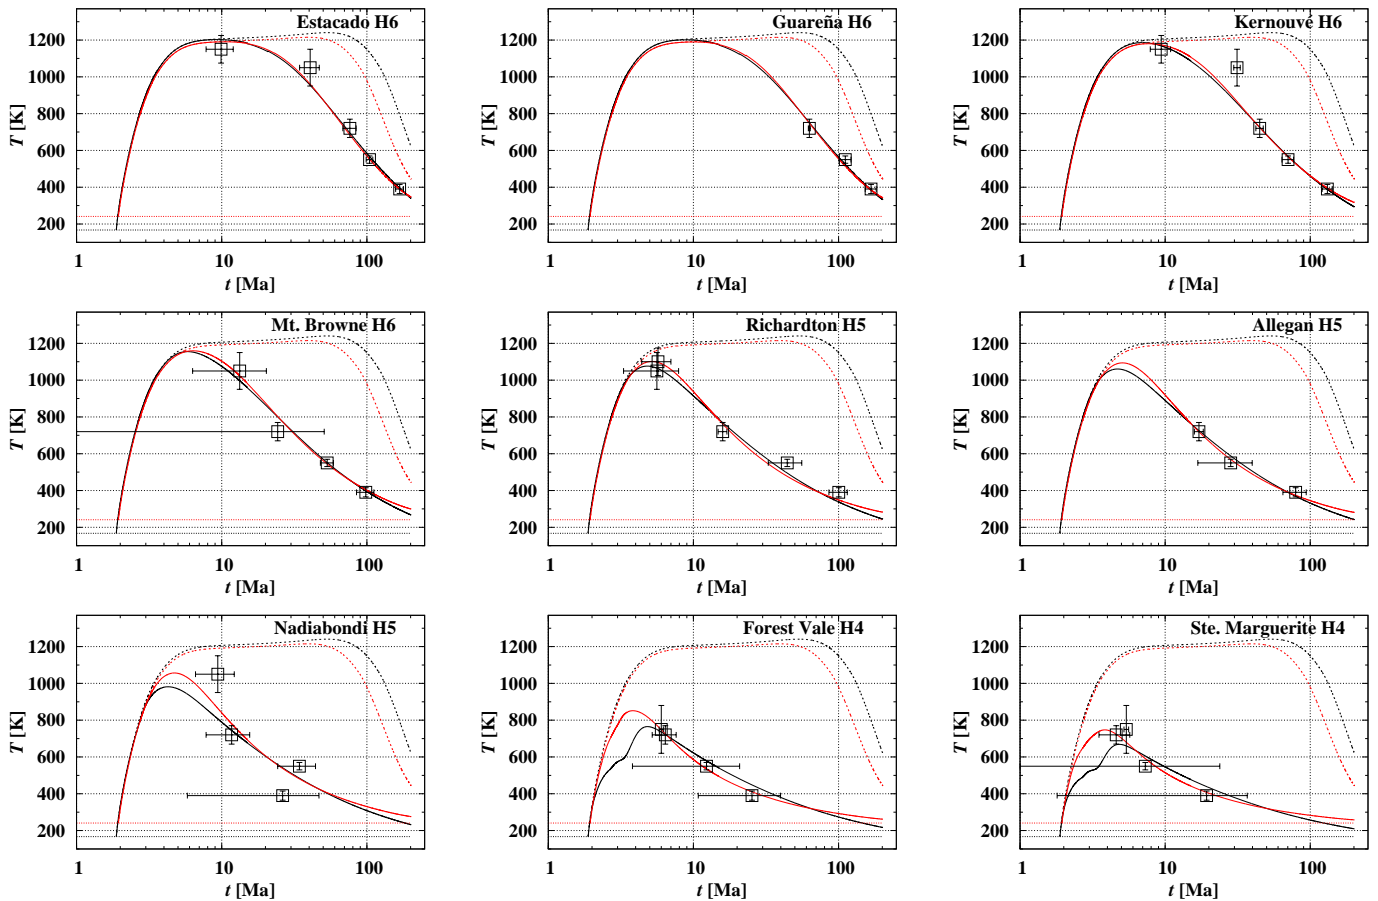 Estacado H6
1200
1000
800
600
400
200
T [K]
1 10 100
t [Ma]
Guareña H6
1200
1000
800
600
400
200
T [K]
1 10 100
t [Ma]
Kernouvé H6
1200
1000
800
600
400
200
T [K]
1 10 100
t [Ma]
Mt. Browne H6
1200
1000
800
600
400
200
T [K]
1 10 100
t [Ma]
Richardton H5
1200
1000
800
600
400
200
T [K]
1 10 100
t [Ma]
Allegan H5
1200
1000
800
600
400
200
T [K]
1 10 100
t [Ma]
Nadiabondi H5
1200
1000
800
600
400
200
T [K]
1 10 100
t [Ma]
Forest Vale H4
1200
1000
800
600
400
200
T [K]
1 10 100
t [Ma]
Ste. Marguerite H4
1200
1000
800
600
400
200
T [K]
1 10 100
t [Ma]